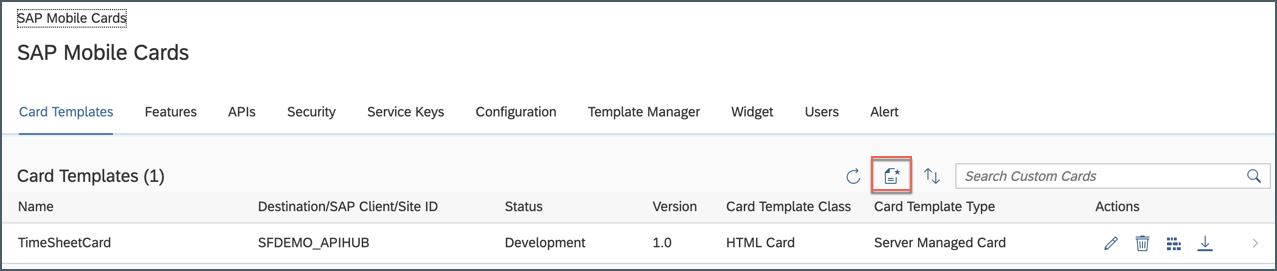 SAP Mobile Cards
SAP Mobile Cards
Card Templates Features APIs Security Service Keys Configuration Template Manager Widget Users Alert
Card Templates (1) Search Custom Cards
Name Destination/SAP Client/Site ID Status Version Card Template Class Card Template Type Actions
TimeSheetCard SFDEMO_APIHUB Development 1.0 HTML Card Server Managed Card